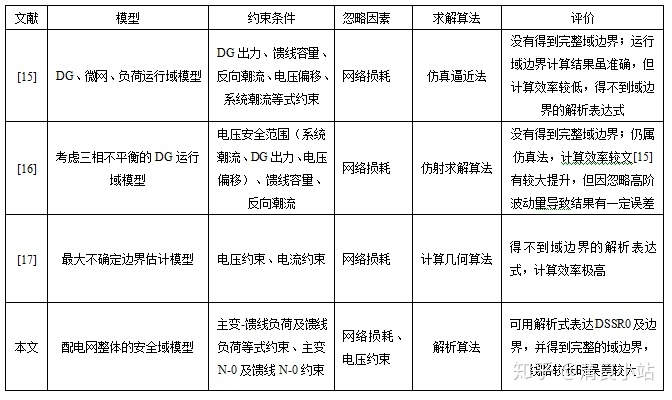 文献
模型
约束条件
忽略因素
求解算法
评价
[15]
DG、微网、负荷运行域模型
DG 出力、馈线容量、
反向潮流、电压偏移、
系统潮流等式约束
网络损耗
仿真逼近法
没有得到完整域边界；运行
域边界计算结果虽准确，但
计算效率较低，得不到域边
界的解析表达式
[16]
考虑三相不平衡的 DG 运行
域模型
电压安全范围（系统
潮流、DG 出力、电压
偏移）、馈线容量、
反向潮流
网络损耗
仿射求解算法
没有得到完整域边界；仍属
仿真法，计算效率较文[15]
有较大提升，但因忽略高阶
波动量导致结果有一定误差
[17]
最大不确定边界估计模型
电压约束、电流约束
网络损耗
计算几何算法
得不到域边界的解析表达
式，计算效率极高
本文
配电网整体的安全域模型
主变-馈线负荷及馈线
负荷等式约束、主变
N-0 及馈线 N-0 约束
网络损耗、
电压约束
解析算法
可用解析式表达 DSSR0 及边
界，并得到完整的域边界，
线路较长时误差较大
知乎
小站